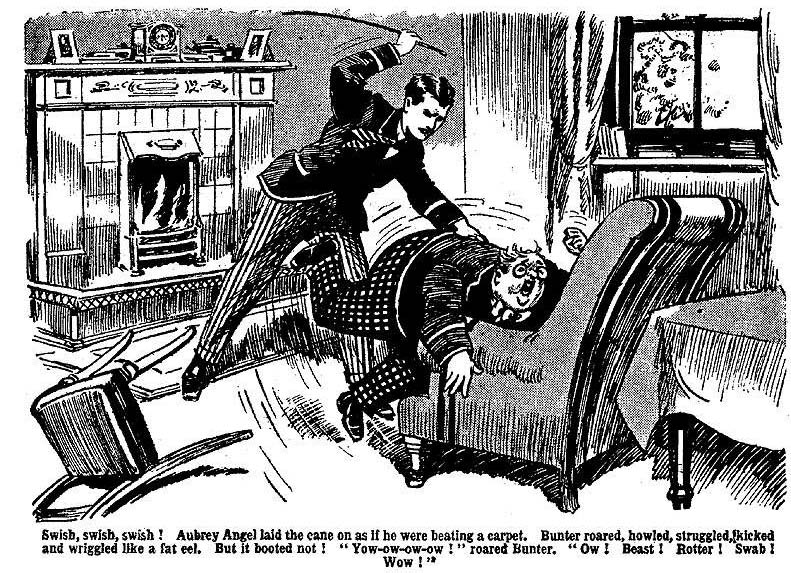 Swish, swish, swish ! Aubrey Angel laid the cane on as if he were beating a carpet. Bunter roared, howled, struggled, kicked
and wriggled like a fat eel. But it booted not ! " Yow-ow-ow-ow ! " roared Bunter. " Ow ! Beast ! Rotter ! Swab !
Wow ! "